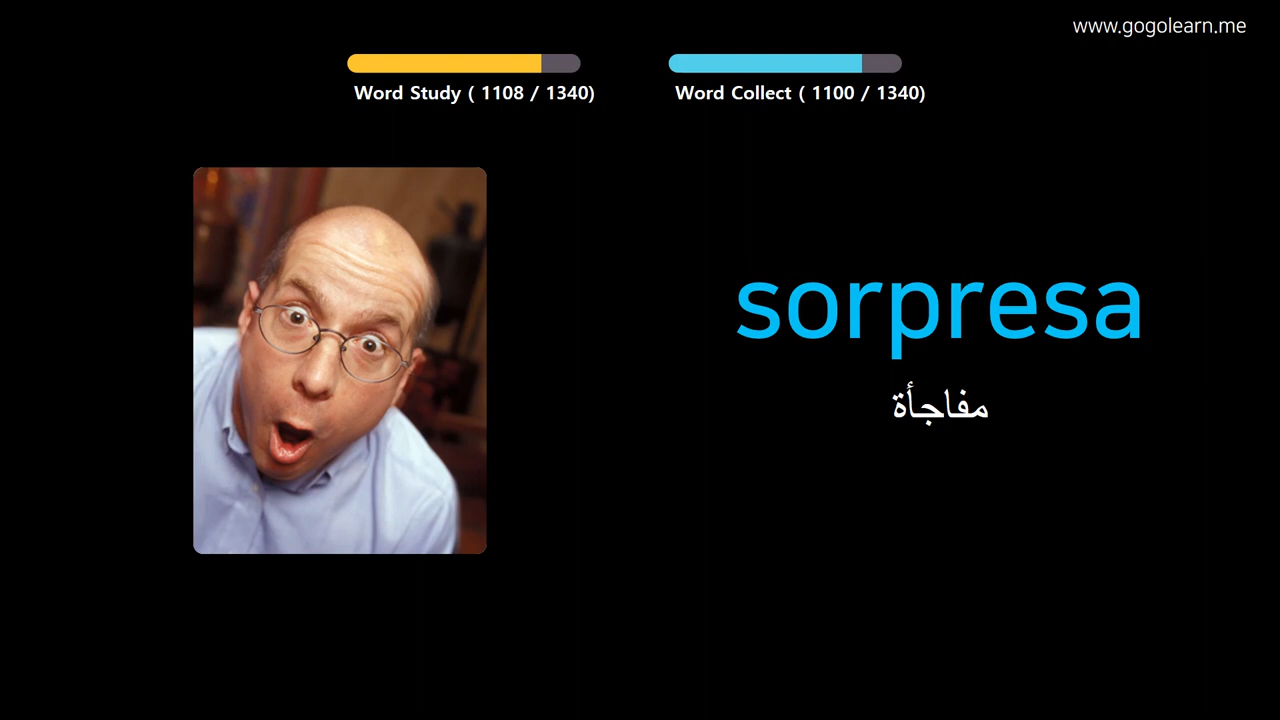 www.gogolearn.me
Word Study ( 1108 / 1340)
Word Collect ( 1100 / 1340)
sorpresa
مفاجأة